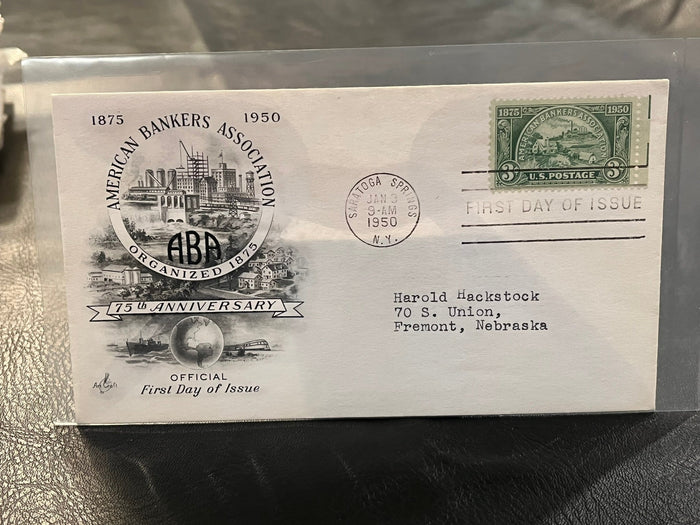 1875 1950
AMERICAN BANKERS ASSOCIATION
ABA
ORGANIZED 1875
75th ANNIVERSARY
OFFICIAL
First Day of Issue
Art Craft
SARATOGA SPRINGS
JAN 3
9-AM
1950
N.Y.
1875 1950
AMERICAN BANKERS ASSOCIATION
3¢ 3¢
U.S. POSTAGE
FIRST DAY OF ISSUE
Harold Hackstock
70 S. Union,
Fremont, Nebraska